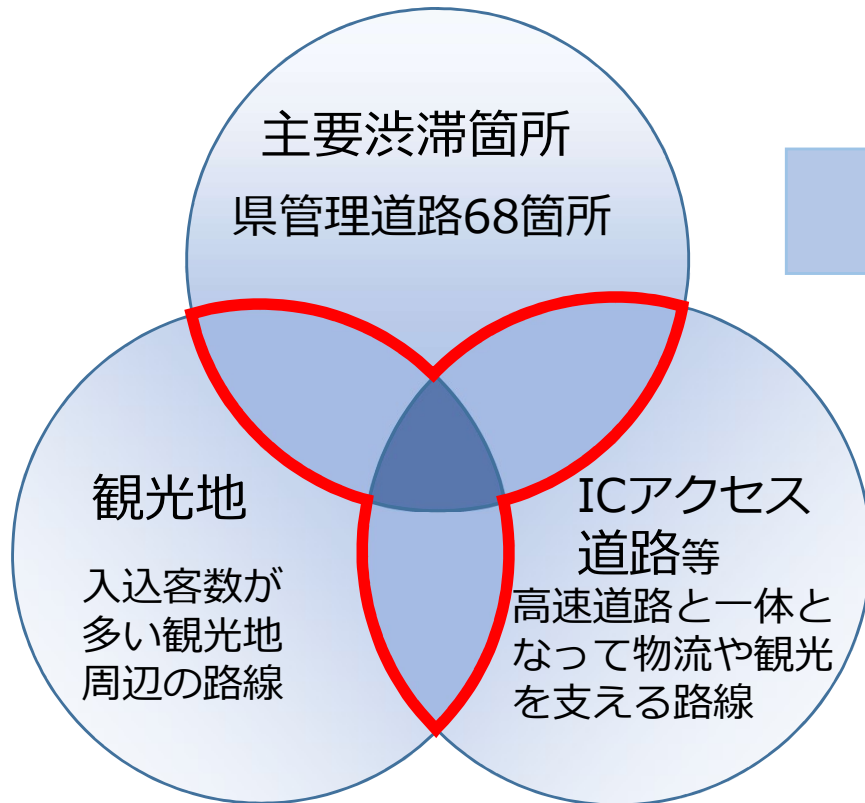 主要渋滞箇所
県管理道路68箇所
観光地
入込客数が
多い観光地
周辺の路線
ICアクセス
道路等
高速道路と一体と
なって物流や観光
を支える路線